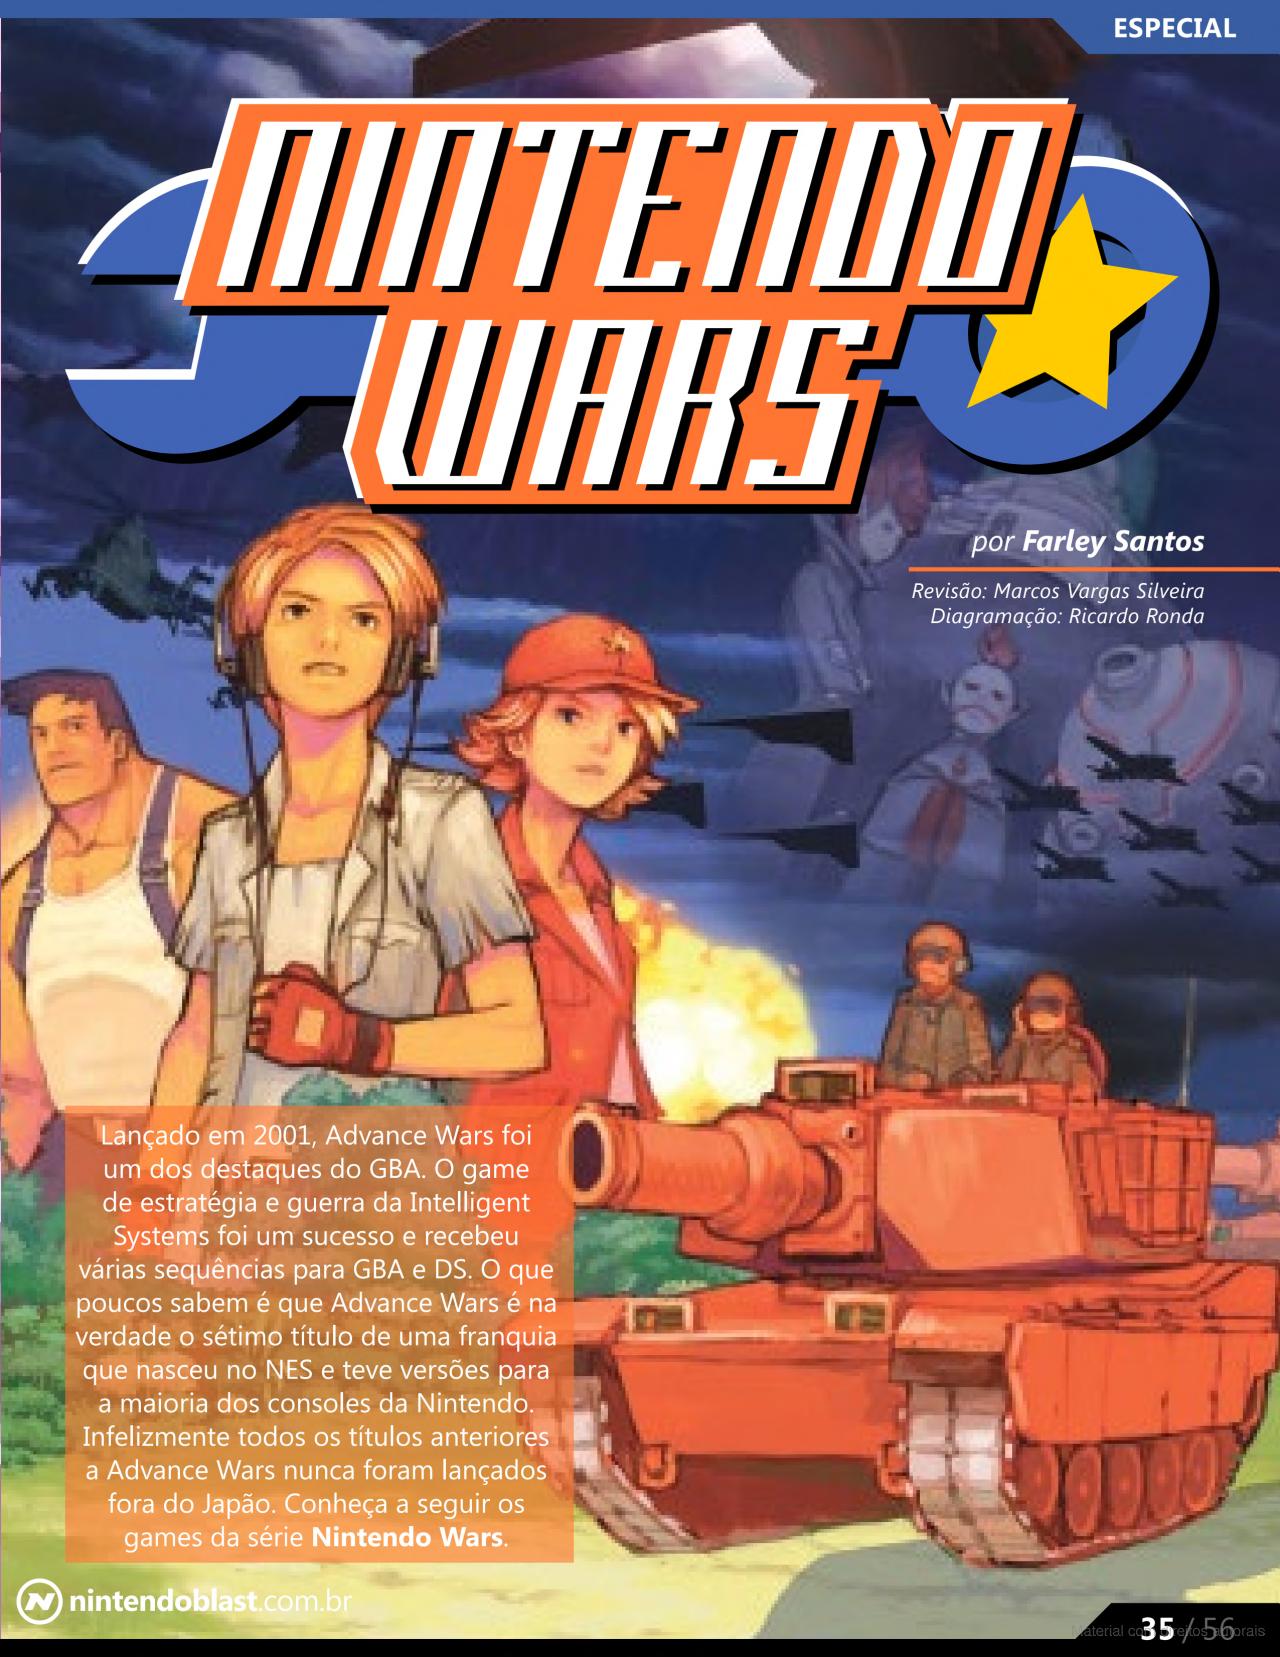 ESPECIAL
NINTENDO
WARS
por Farley Santos
Revisão: Marcos Vargas Silveira
Diagramação: Ricardo Ronda
Lançado em 2001, Advance Wars foi
um dos destaques do GBA. O game
de estratégia e guerra da Intelligent
Systems foi um sucesso e recebeu
várias sequências para GBA e DS. O que
poucos sabem é que Advance Wars é na
verdade o sétimo título de uma franquia
que nasceu no NES e teve versões para
a maioria dos consoles da Nintendo.
Infelizmente todos os títulos anteriores
a Advance Wars nunca foram lançados
fora do Japão. Conheça a seguir os
games da série Nintendo Wars.
nintendoblast.com.br
35 / 56
Material com direitos autorais